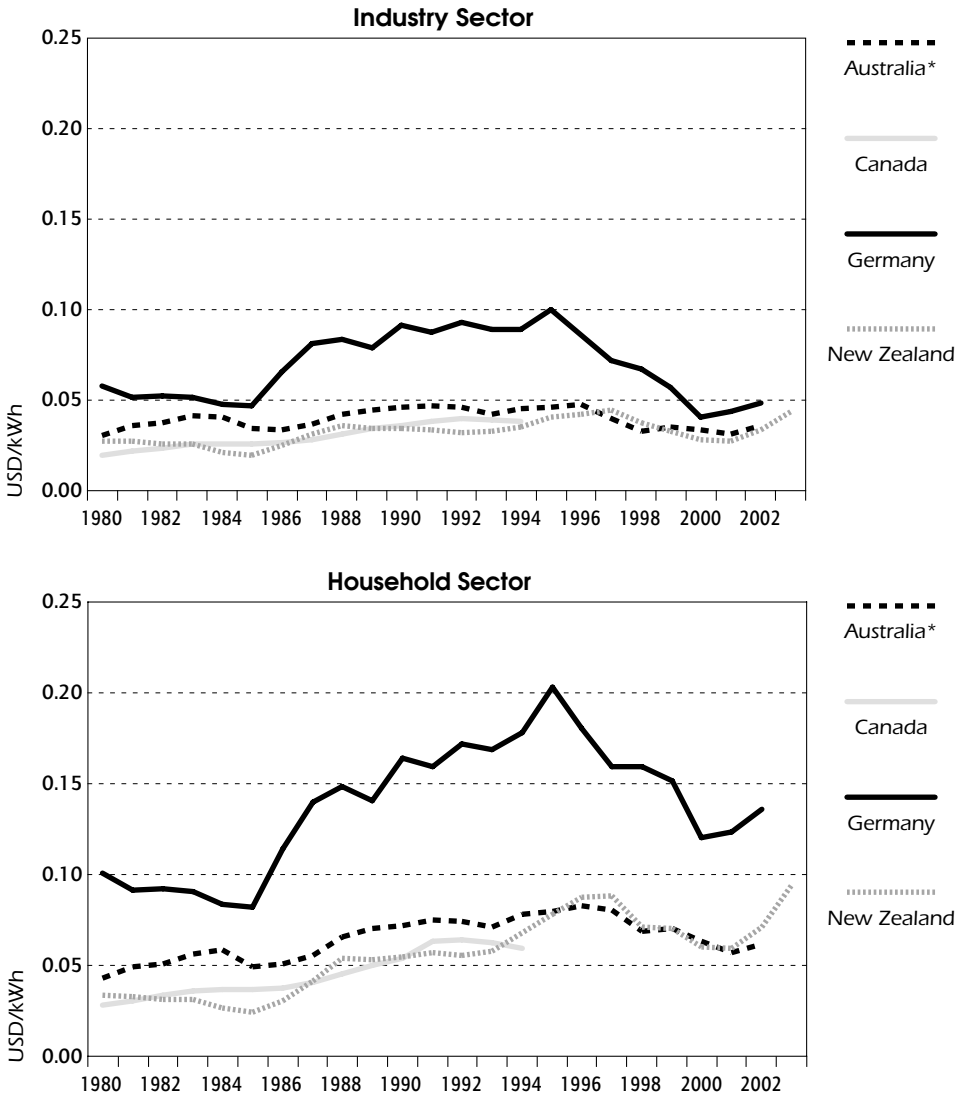 Industry Sector
0.25
0.20
0.15
0.10
0.05
0.00
USD/kWh
1980 1982 1984 1986 1988 1990 1992 1994 1996 1998 2000 2002
Australia*
Canada
Germany
New Zealand
Household Sector
0.25
0.20
0.15
0.10
0.05
0.00
USD/kWh
1980 1982 1984 1986 1988 1990 1992 1994 1996 1998 2000 2002
Australia*
Canada
Germany
New Zealand